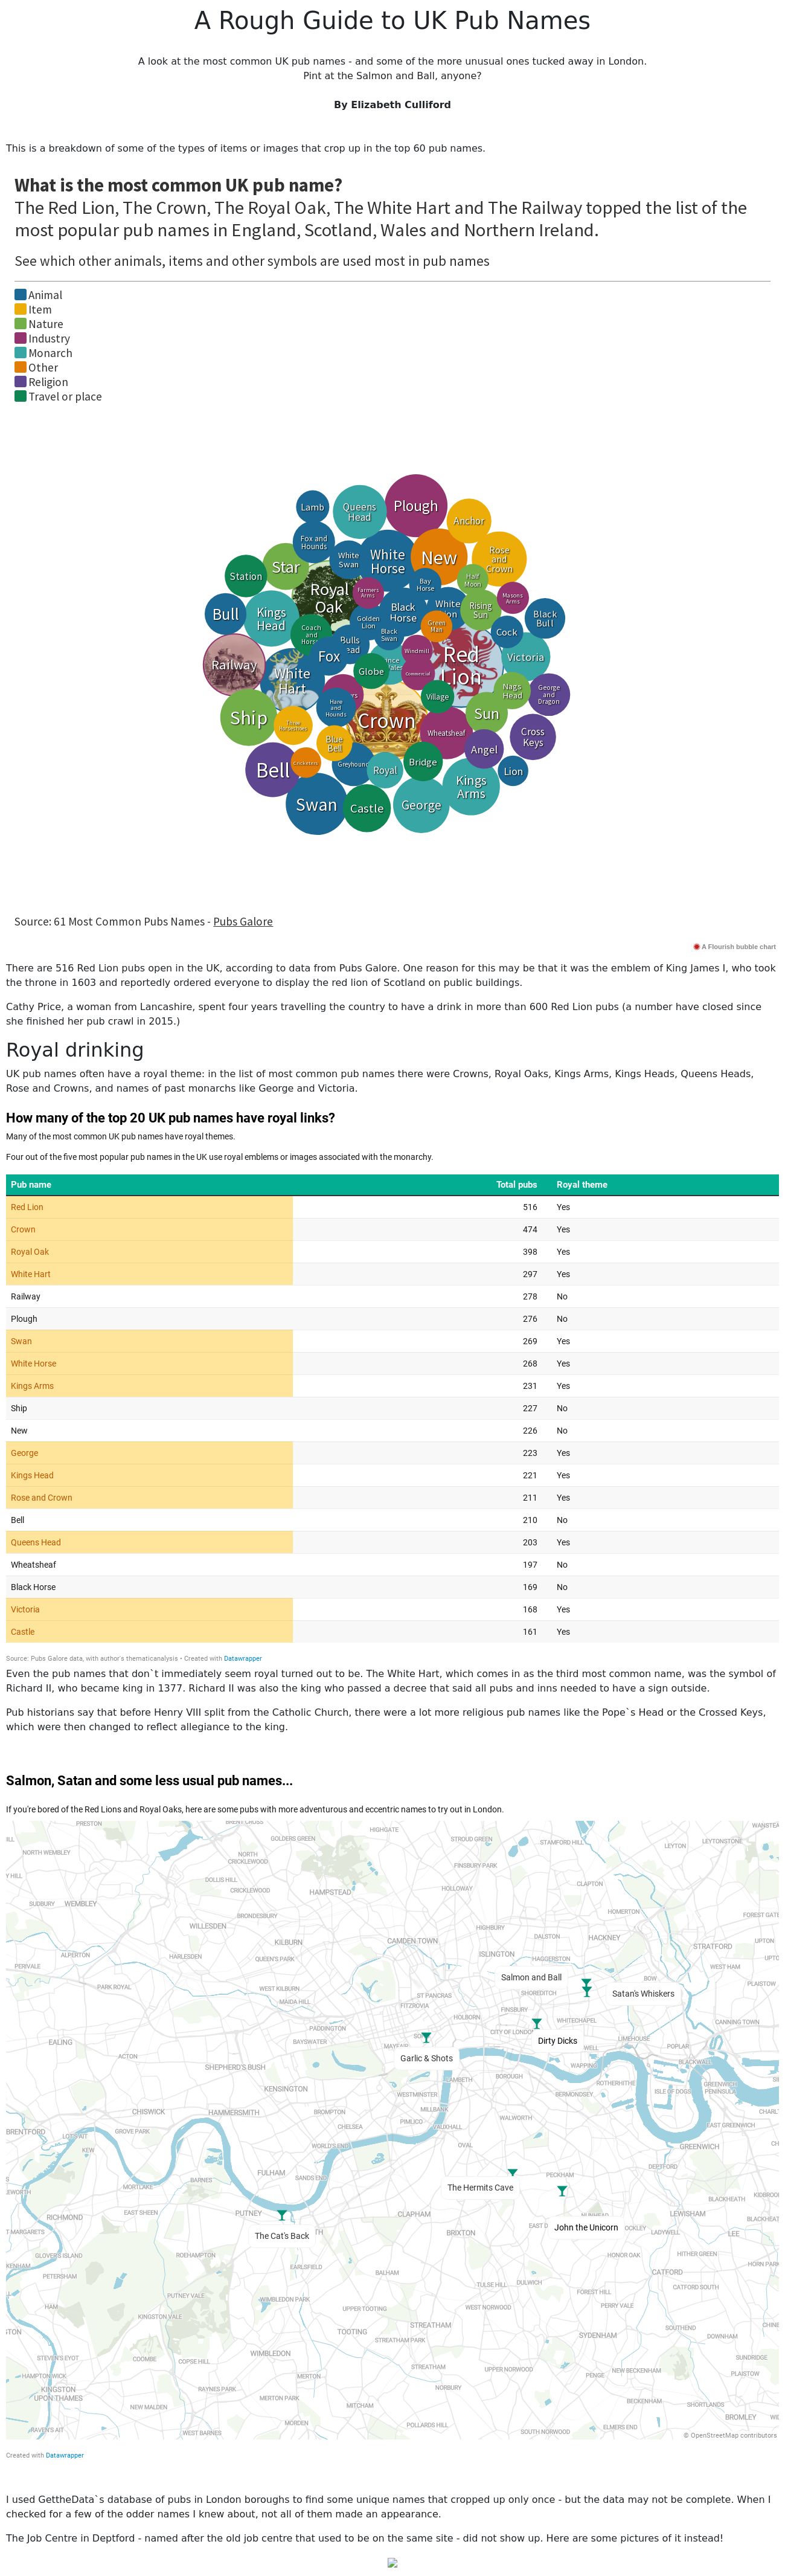 A Rough Guide to UK Pub Names
A look at the most common UK pub names - and some of the more unusual ones tucked away in London.
Pint at the Salmon and Ball, anyone?
By Elizabeth Culliford
This is a breakdown of some of the types of items or images that crop up in the top 60 pub names.
What is the most common UK pub name?
The Red Lion, The Crown, The Royal Oak, The White Hart and The Railway topped the list of the
most popular pub names in England, Scotland, Wales and Northern Ireland.
See which other animals, items and other symbols are used most in pub names
Animal
Item
Nature
Industry
Monarch
Other
Religion
Travel or place
Lamb
Queens
Head
Plough
Anchor
Fox and
Hounds
White
Swan
White
Horse
New
Rose
and
Crown
Star
Station
Royal
Oak
Farmers
Arms
Bay
Horse
Half
Moon
Masons
Arms
Bull
Kings
Head
Coach
and
Golden
Lion
Black
Horse
White
Green
Man
Rising
Sun
Black
Bull
Cock
Black
Swan
Bulls
Fox
Windmill
Red
Lion
Victoria
Railway
White
Hart
Globe
Commercial
Village
Nags
Head
George
and
Dragon
Ship
Hare
and
Hounds
Crown
Sun
Wheatsheaf
Cross
Keys
Blue
Bell
Angel
Bell
Greyhound
Royal
Bridge
Lion
Swan
Castle
George
Kings
Arms
Source: 61 Most Common Pubs Names - Pubs Galore
A Flourish bubble chart
There are 516 Red Lion pubs open in the UK, according to data from Pubs Galore. One reason for this may be that it was the emblem of King James I, who took
the throne in 1603 and reportedly ordered everyone to display the red lion of Scotland on public buildings.
Cathy Price, a woman from Lancashire, spent four years travelling the country to have a drink in more than 600 Red Lion pubs (a number have closed since
she finished her pub crawl in 2015.)
Royal drinking
UK pub names often have a royal theme: in the list of most common pub names there were Crowns, Royal Oaks, Kings Arms, Kings Heads, Queens Heads,
Rose and Crowns, and names of past monarchs like George and Victoria.
How many of the top 20 UK pub names have royal links?
Many of the most common UK pub names have royal themes.
Four out of the five most popular pub names in the UK use royal emblems or images associated with the monarchy.
Pub name Total pubs Royal theme
Red Lion 516 Yes
Crown 474 Yes
Royal Oak 398 Yes
White Hart 297 Yes
Railway 278 No
Plough 276 No
Swan 269 Yes
White Horse 268 Yes
Kings Arms 231 Yes
Ship 227 No
New 226 No
George 223 Yes
Kings Head 221 Yes
Rose and Crown 211 Yes
Bell 210 No
Queens Head 203 Yes
Wheatsheaf 197 No
Black Horse 169 No
Victoria 168 Yes
Castle 161 Yes
Source: Pubs Galore data, with author's thematicanalysis • Created with Datawrapper
Even the pub names that don`t immediately seem royal turned out to be. The White Hart, which comes in as the third most common name, was the symbol of
Richard II, who became king in 1377. Richard II was also the king who passed a decree that said all pubs and inns needed to have a sign outside.
Pub historians say that before Henry VIII split from the Catholic Church, there were a lot more religious pub names like the Pope`s Head or the Crossed Keys,
which were then changed to reflect allegiance to the king.
Salmon, Satan and some less usual pub names...
If you're bored of the Red Lions and Royal Oaks, here are some pubs with more adventurous and eccentric names to try out in London.
PRESTON
GOLDERS GREEN
HIGHGATE
STROUD GREEN
STAMFORD HILL
LEYTON
LEYTONSTONE
NORTH WEMBLEY
NORTH
CRICKLEWOOD
FINSBURY PARK
DOLLIS HILL
CRICKLEWOOD
HAMPSTEAD
HOLLOWAY
CLAPTON
SUDBURY
WEMBLEY
HOMERTON
BRONDESBURY
WILLESDEN
HIGHBURY
FOREST GATE
KILBURN
CAMDEN TOWN
DALSTON
HACKNEY
STRATFORD
UPTON
ALPERTON
HARLESDEN
QUEEN'S PARK
ISLINGTON
HAGGERSTON
PERIVALE
WEST HAM
PARK ROYAL
WEST KILBURN
Salmon and Ball
BOW
PLAISTOW
MAIDA HILL
ST PANCRAS
SHOREDITCH
Satan's Whiskers
FITZROVIA
FINSBURY
HOLBORN
WHITECHAPEL
CANNING TOWN
PADDINGTON
CITY OF LONDON
EALING
BAYSWATER
Dirty Dicks
LIMEHOUSE
POPLAR
ACTON
Garlic & Shots
WAPPING
BLACKWALL
SHEPHERD'S BUSH
BOROUGH
ROTHERHITHE
KENSINGTON
WESTMINSTER
BERMONDSEY
ISLE OF DOGS
GREENWICH
PENINSULA
CHISWICK
HAMMERSMITH
BROMPTON
MILLBANK
WALWORTH
BRENTFORD
GROVE PARK
CHELSEA
PIMLICO
VAUXHALL
EAST GREENWICH
KEW
WORLD'S END
OVAL
GREENWICH
BARNES
FULHAM
SANDS END
DEPTFORD
MORTLAKE
The Hermits Cave
PECKHAM
RICHMOND
EAST SHEEN
PUTNEY
CLAPHAM
BLACKHEATH
LEWISHAM
The Cat's Back
BRIXTON
John the Unicorn
LADYWELL
LEE
ROEHAMPTON
HONOR OAK
HITHER GREEN
PETERSHAM
EARLSFIELD
BALHAM
CATFORD
TULSE HILL
DULWICH
CATFORD SOUTH
PUTNEY VALE
WIMBLEDON PARK
FOREST HILL
HAM
UPPER TOOTING
WEST NORWOOD
PERRY VALE
KINGSTON VALE
TOOTING
STREATHAM
STREATHAM PARK
SYDENHAM
SOUTHEND
DOWNHAM
COOMBE
COPSE HILL
WIMBLEDON
SUNDRIDGE
STREATHAM
UPPER NORWOOD
NEW BECKENHAM
PENGE
PLAISTOW
KINGSTON
UPON THAMES
RAYNES PARK
MERTON
NORBURY
MERTON PARK
MITCHAM
BECKENHAM
SHORTLANDS
NEW MALDEN
MORDEN
POLLARDS HILL
BROMLEY
RAVEN'S AIT
WEST BARNES
SOUTH NORWOOD
ELMERS END
© OpenStreetMap contributors
Created with Datawrapper
I used GettheData`s database of pubs in London boroughs to find some unique names that cropped up only once - but the data may not be complete. When I
checked for a few of the odder names I knew about, not all of them made an appearance.
The Job Centre in Deptford - named after the old job centre that used to be on the same site - did not show up. Here are some pictures of it instead!